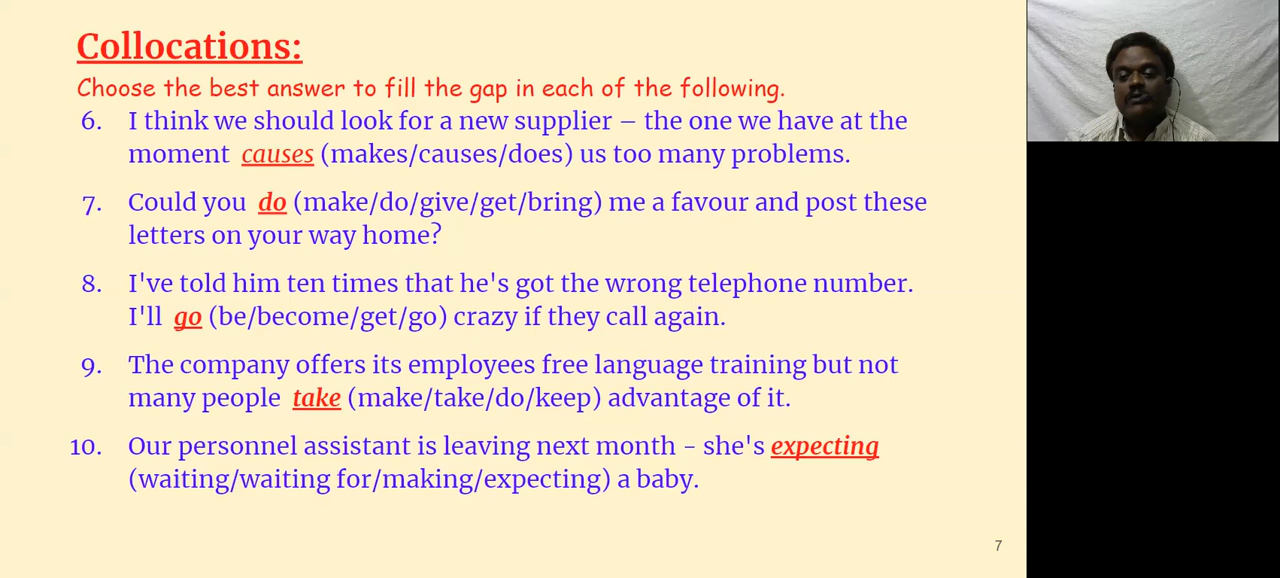 Collocations:
Choose the best answer to fill the gap in each of the following.
6. I think we should look for a new supplier – the one we have at the
moment causes (makes/causes/does) us too many problems.
7. Could you do (make/do/give/get/bring) me a favour and post these
letters on your way home?
8. I've told him ten times that he's got the wrong telephone number.
I'll go (be/become/get/go) crazy if they call again.
9. The company offers its employees free language training but not
many people take (make/take/do/keep) advantage of it.
10. Our personnel assistant is leaving next month - she's expecting
(waiting/waiting for/making/expecting) a baby.
7